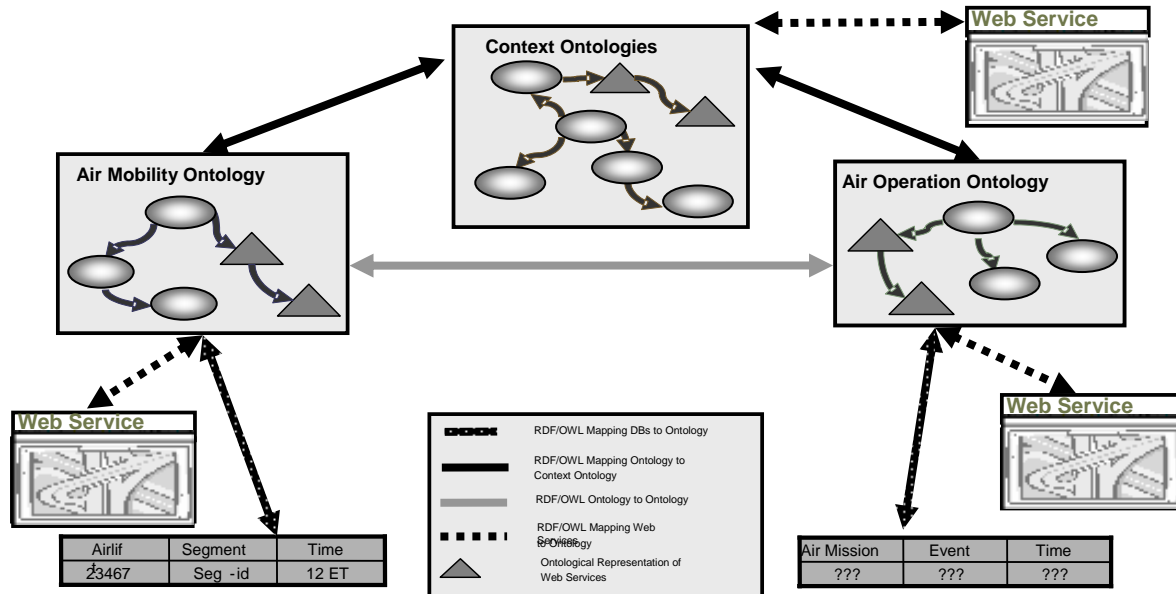 Web Service
Context Ontologies
Air Mobility Ontology
Air Operation Ontology
Web Service
Web Service
RDF/OWL Mapping DBs to Ontology
RDF/OWL Mapping Ontology to
Context Ontology
RDF/OWL Ontology to Ontology
RDF/OWL Mapping Web
Services
to Ontology
Ontological Representation of
Web Services
Airlif
t
Segment
Time
23467
Seg -id
12 ET
Air Mission
Event
Time
???
???
???